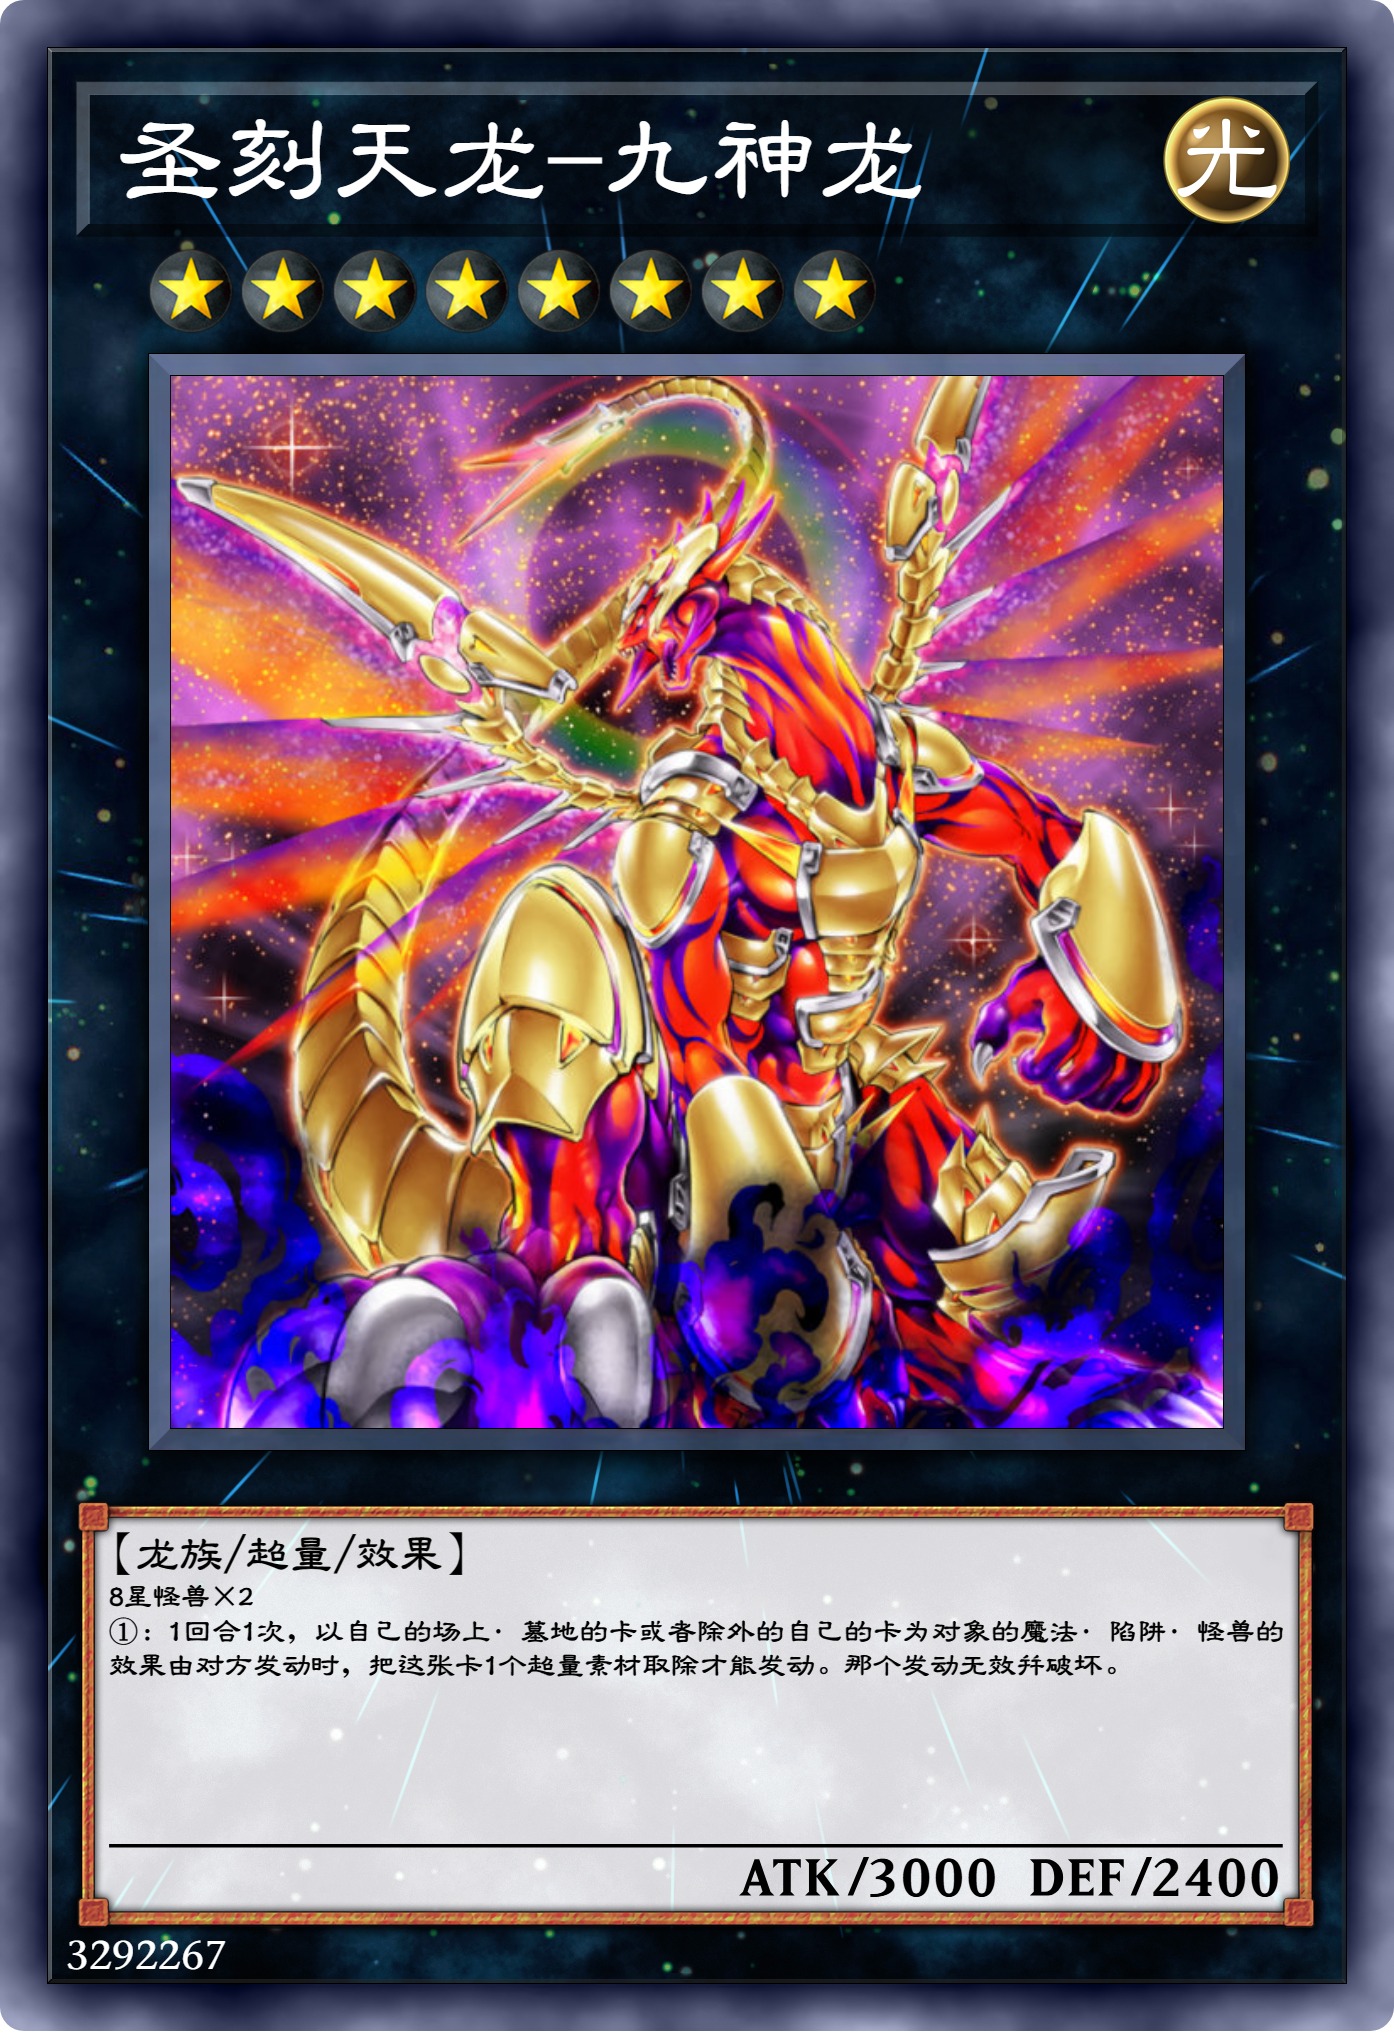 圣刻天龙-九神龙
光
【龙族/超量/效果】
8星怪兽×2
①：1回合1次，以自己的场上·墓地的卡或者除外的自己的卡为对象的魔法·陷阱·怪兽的
效果由对方发动时，把这张卡1个超量素材取除才能发动。那个发动无效并破坏。
ATK/3000 DEF/2400
3292267